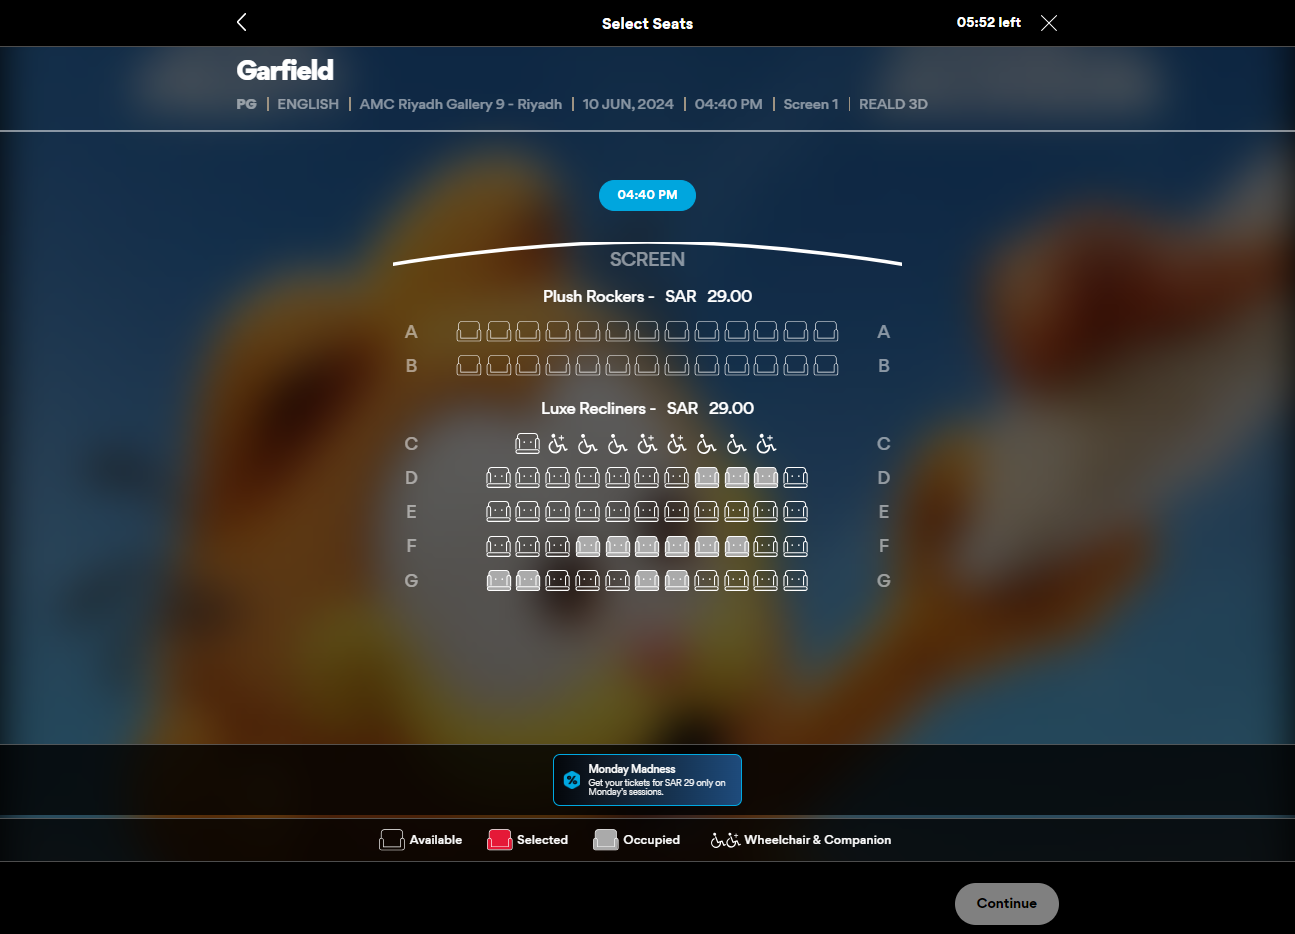 Select Seats
05:52 left
Garfield
PG | ENGLISH | AMC Riyadh Gallery 9 - Riyadh | 10 JUN, 2024 | 04:40 PM | Screen 1 | REALD 3D
04:40 PM
SCREEN
Plush Rockers - SAR 29.00
A A
B B
Luxe Recliners - SAR 29.00
C C
D D
E E
F F
G G
Monday Madness
Get your tickets for SAR 29 only on
Monday's sessions.
Available Selected Occupied Wheelchair & Companion
Continue